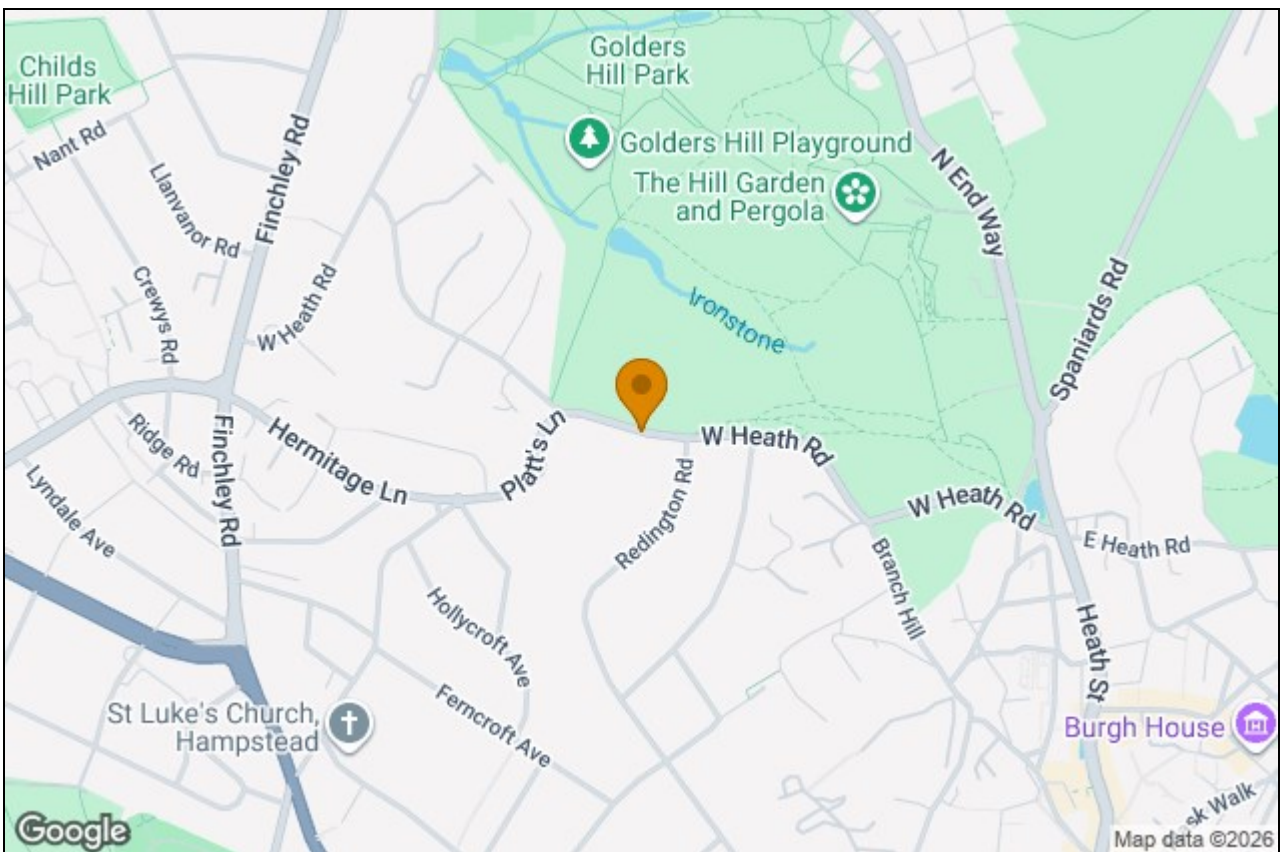 Childs
Hill Park
Nant Rd
Llanvanor Rd
Crewys Rd
Finchley Rd
W Heath Rd
Golders
Hill Park
Golders Hill Playground
The Hill Garden
and Pergola
N End Way
Spaniards Rd
Ironstone
Ridge Rd
Lyndale Ave
Finchley Rd
Hermitage Ln
Platt's Ln
W Heath Rd
Redington Rd
W Heath Rd
E Heath Rd
Branch Hill
Heath St
Hollycroft Ave
Ferncroft Ave
St Luke's Church,
Hampstead
Burgh House
sk Walk
Google
Map data ©2026